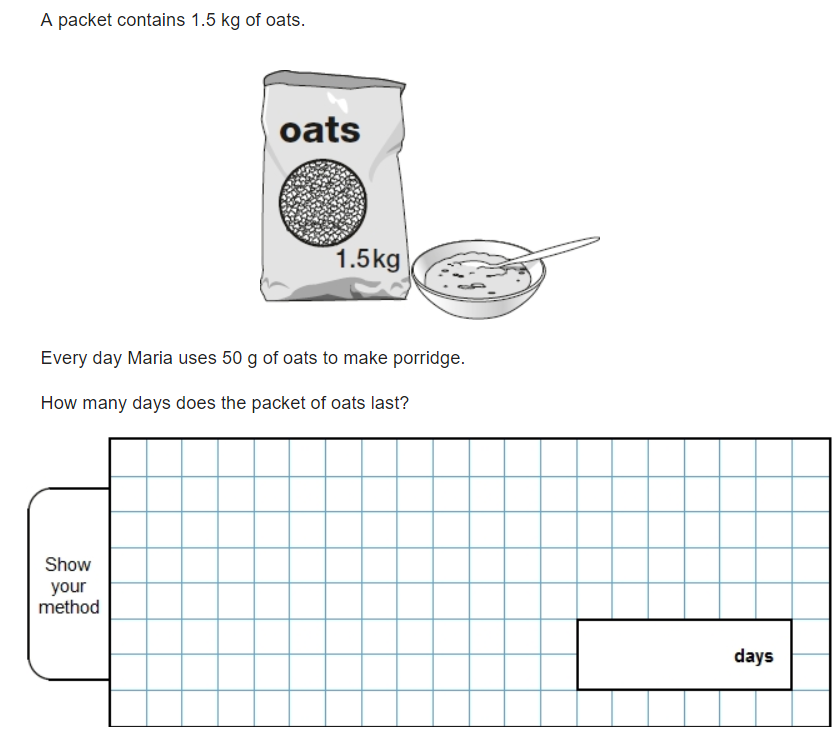 A packet contains 1.5 kg of oats.
oats
1.5kg
Every day Maria uses 50 g of oats to make porridge.
How many days does the packet of oats last?
Show
your
method
days